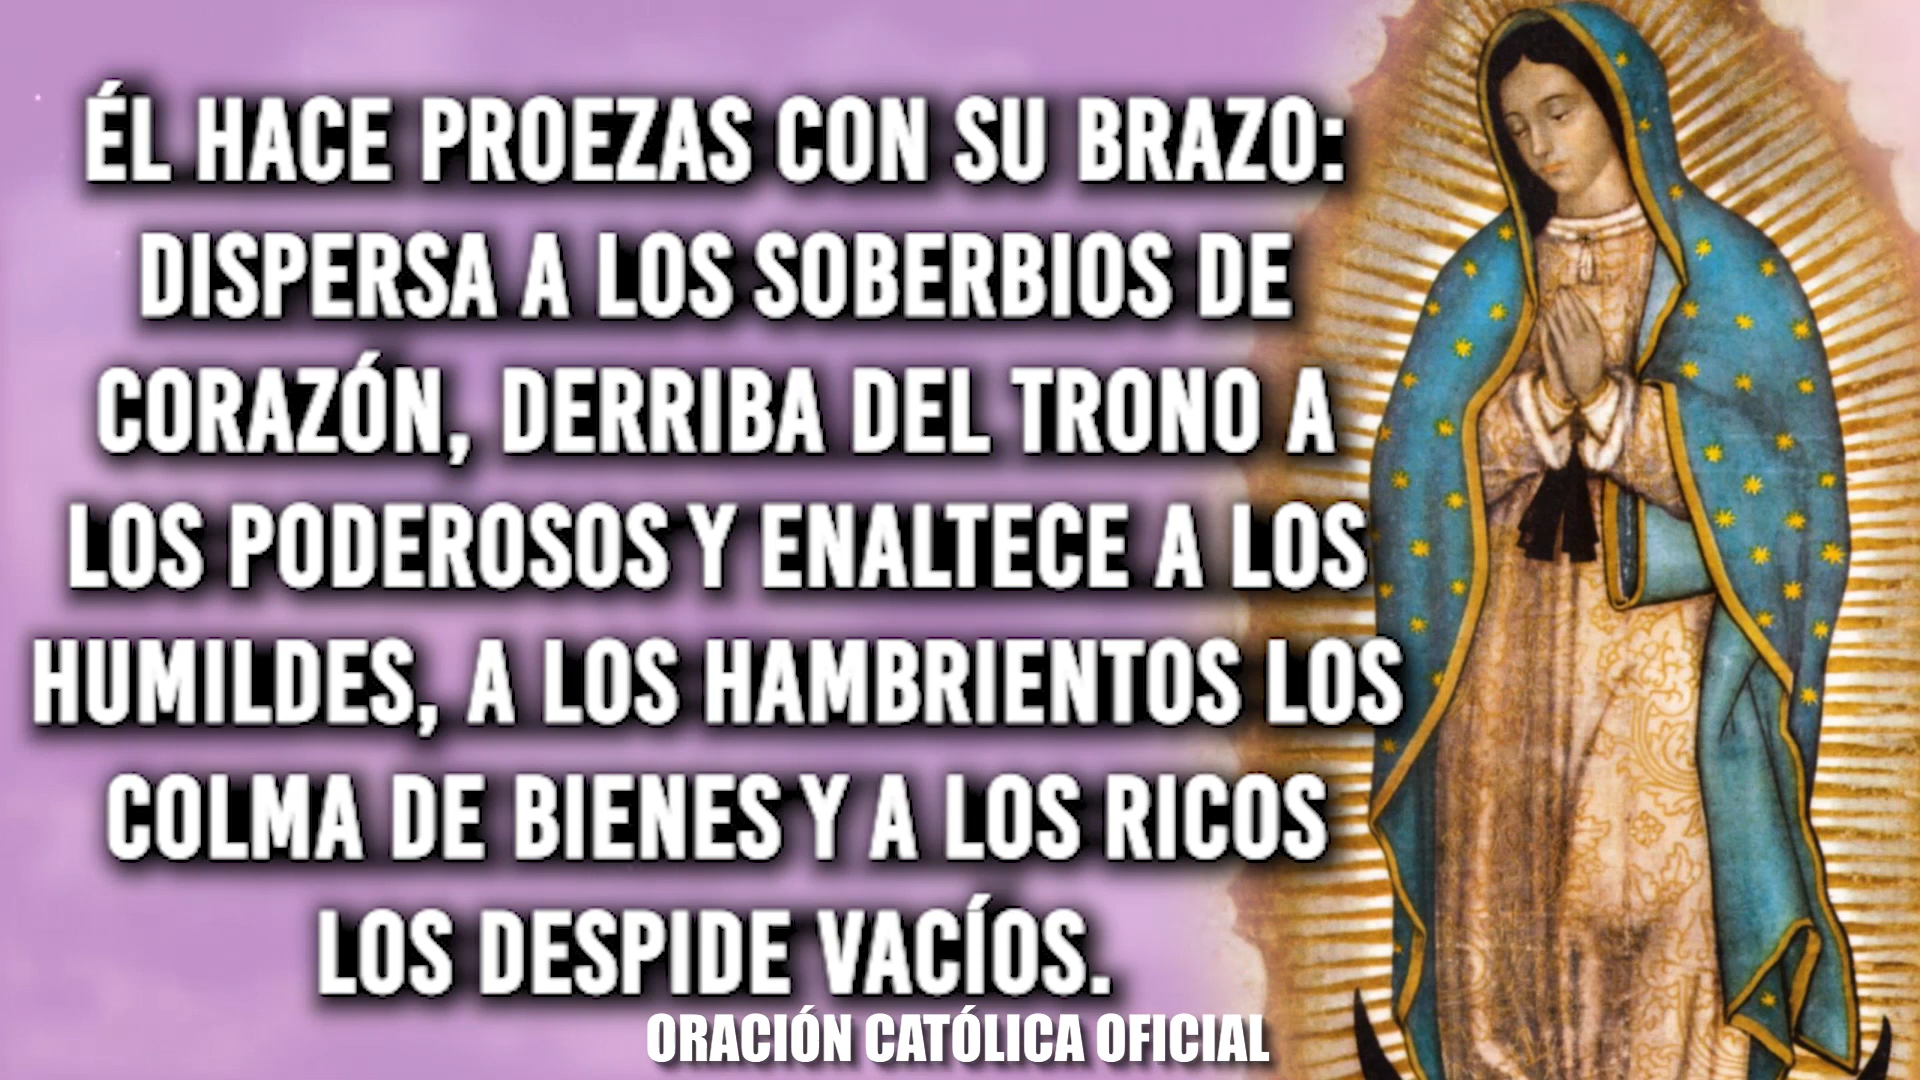 ÉL HACE PROEZAS CON SU BRAZO:
DISPERSA A LOS SOBERBIOS DE
CORAZÓN, DERRIBA DEL TRONO A
LOS PODEROSOS Y ENALTECE A LOS
HUMILDES, A LOS HAMBRIENTOS LOS
COLMA DE BIENES Y A LOS RICOS
LOS DESPIDE VACÍOS.
ORACIÓN CATÓLICA OFICIAL